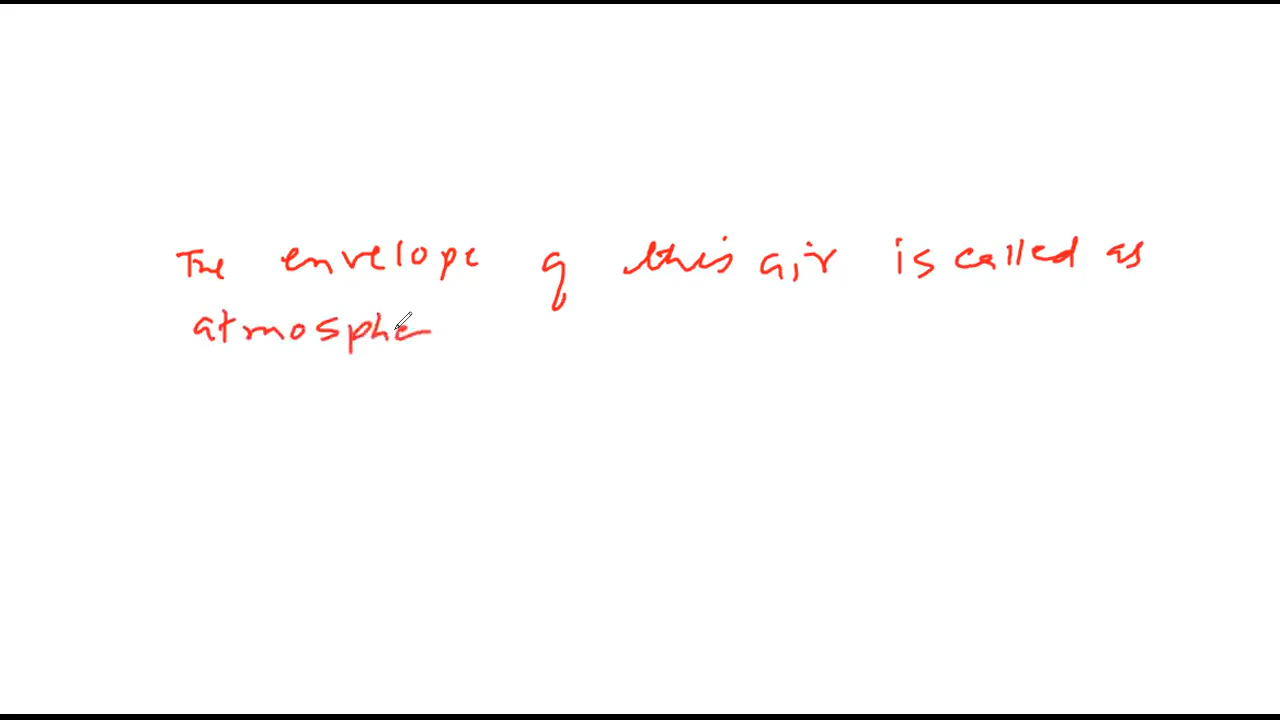 The envelope of this air is called as
atmosphe